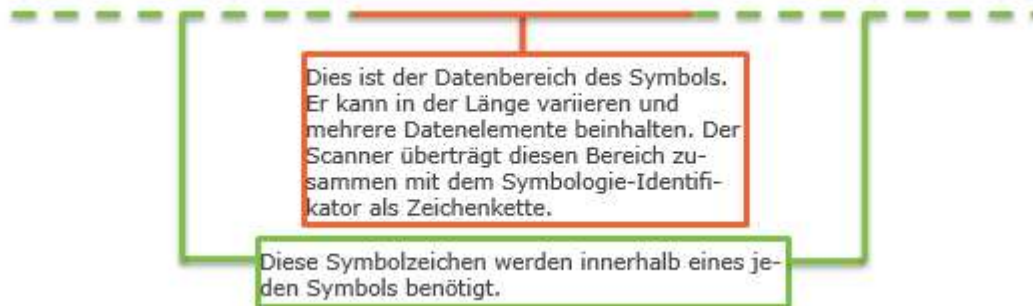 Dies ist der Datenbereich des Symbols.
Er kann in der Länge variieren und
mehrere Datenelemente beinhalten. Der
Scanner überträgt diesen Bereich zu-
sammen mit dem Symbologie-Identifi-
kator als Zeichenkette.
Diese Symbolzeichen werden innerhalb eines je-
den Symbols benötigt.